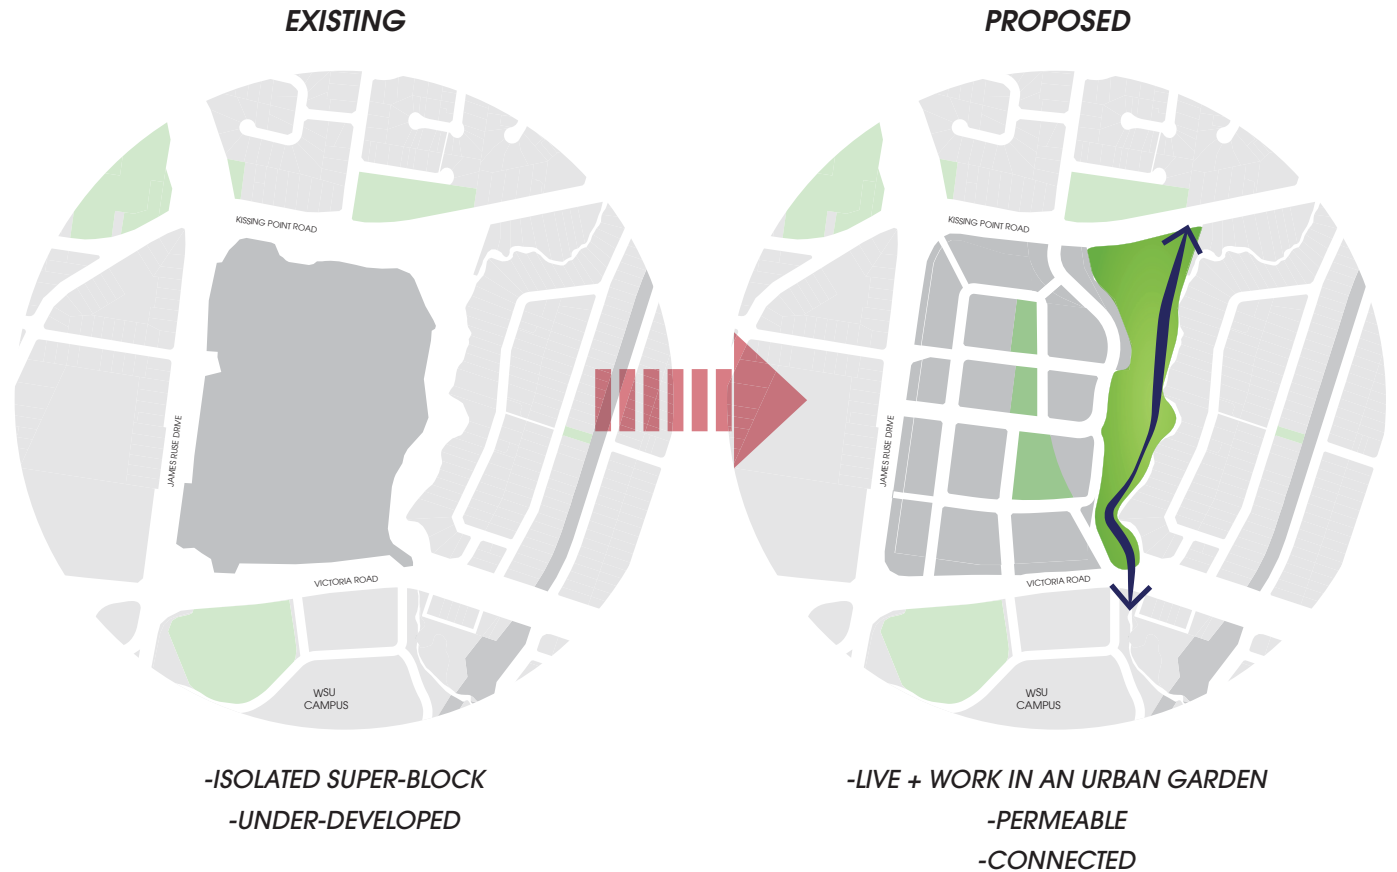 EXISTING
PROPOSED
KISSING POINT ROAD
JAMES RUSE DRIVE
VICTORIA ROAD
WSU
CAMPUS
KISSING POINT ROAD
JAMES RUSE DRIVE
VICTORIA ROAD
WSU
CAMPUS
-ISOLATED SUPER-BLOCK
-UNDER-DEVELOPED
-LIVE + WORK IN AN URBAN GARDEN
-PERMEABLE
-CONNECTED